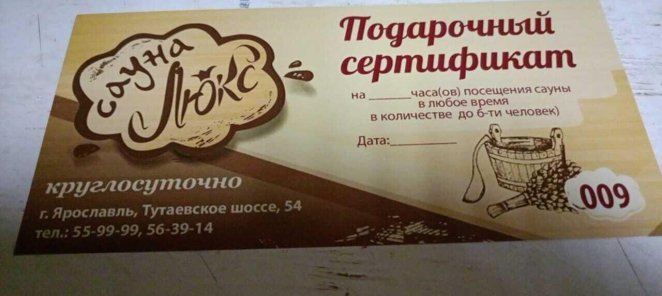 сауна
Люкс
круглосуточно
г. Ярославль, Тутаевское шоссе, 54
тел.: 55-99-99, 56-39-14
Подарочный
сертификат
на ______часа(ов) посещения сауны
в любое время
в количестве до 6-ти человек)
Дата:__________
009